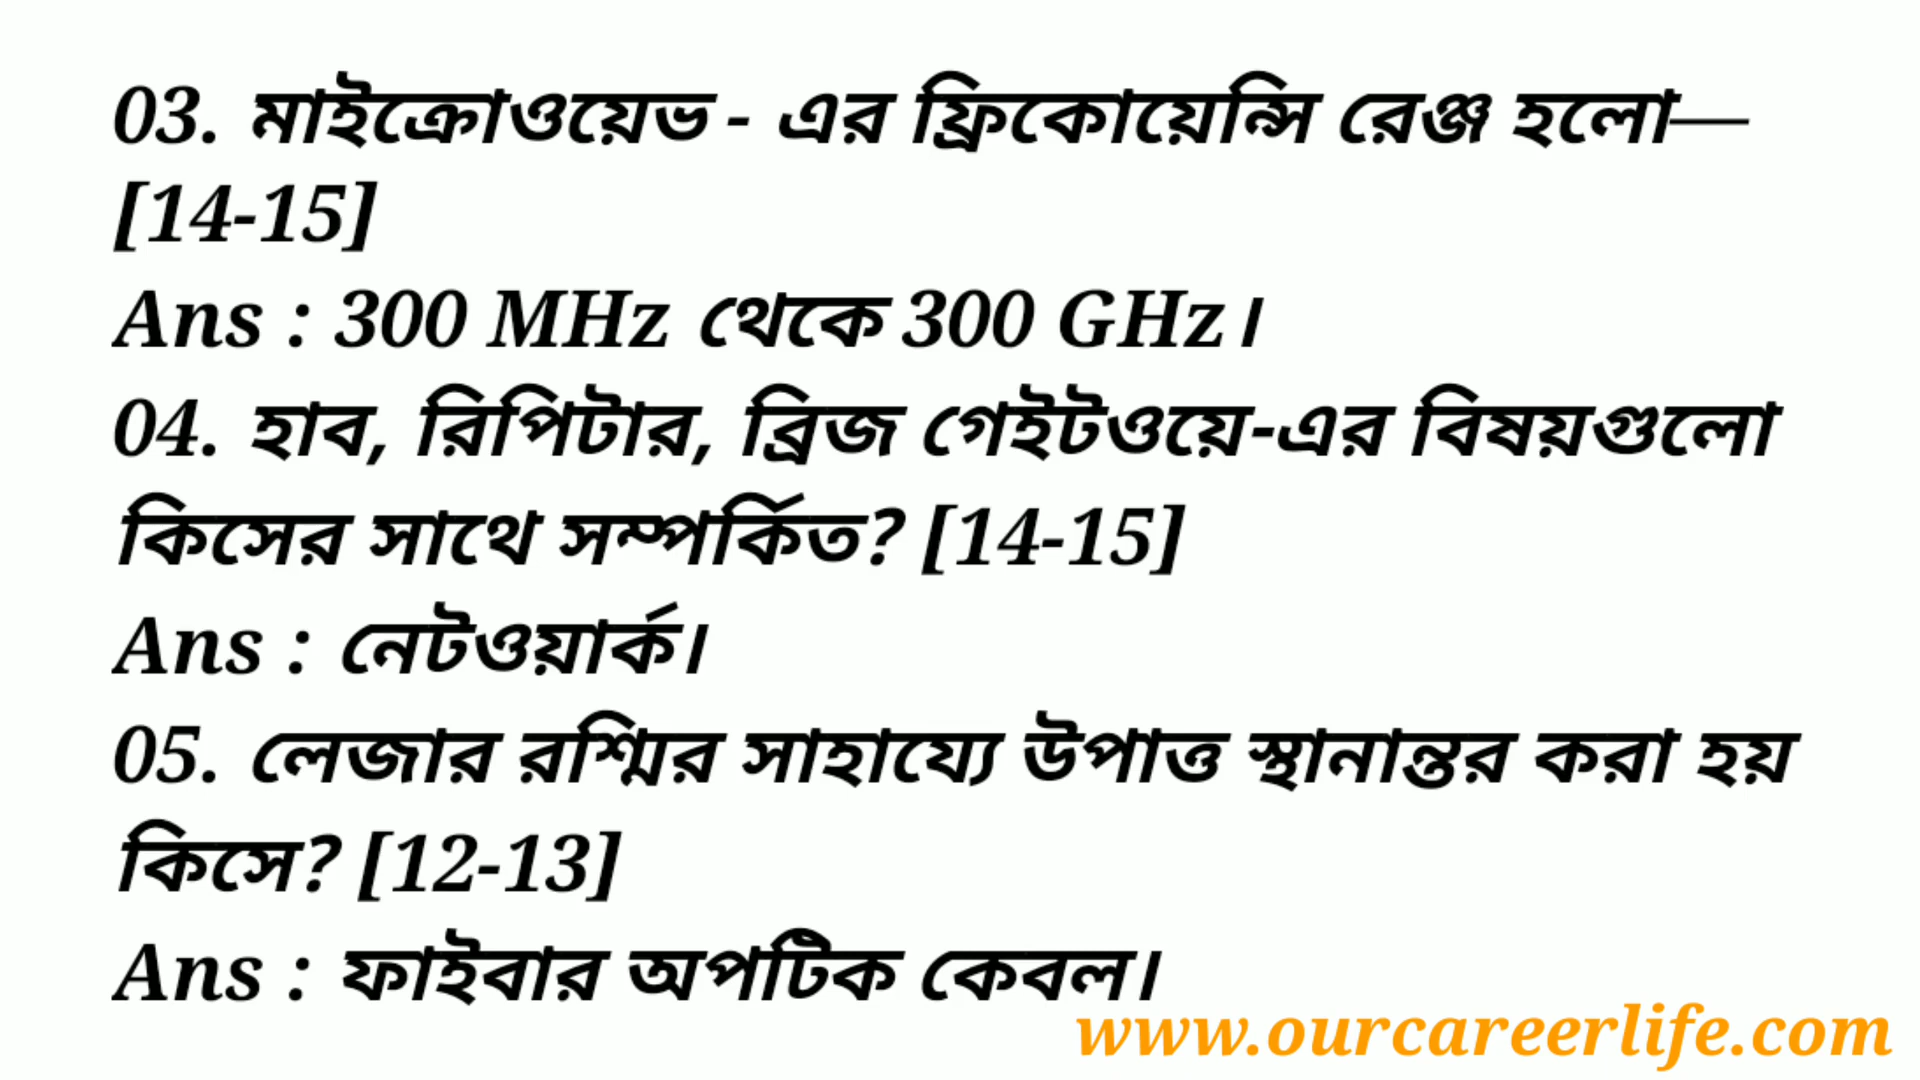 03. মাইক্রোওয়েভ - এর ফ্রিকোয়েন্সি রেঞ্জ হলো—
[14-15]
Ans : 300 MHz থেকে 300 GHz।
04. হাব, রিপিটার, ব্রিজ গেইটওয়ে-এর বিষয়গুলো
কিসের সাথে সম্পর্কিত? [14-15]
Ans : নেটওয়ার্ক।
05. লেজার রশ্মির সাহায্যে উপাত্ত স্থানান্তর করা হয়
কিসে? [12-13]
Ans : ফাইবার অপটিক কেবল।
www.ourcareerlife.com